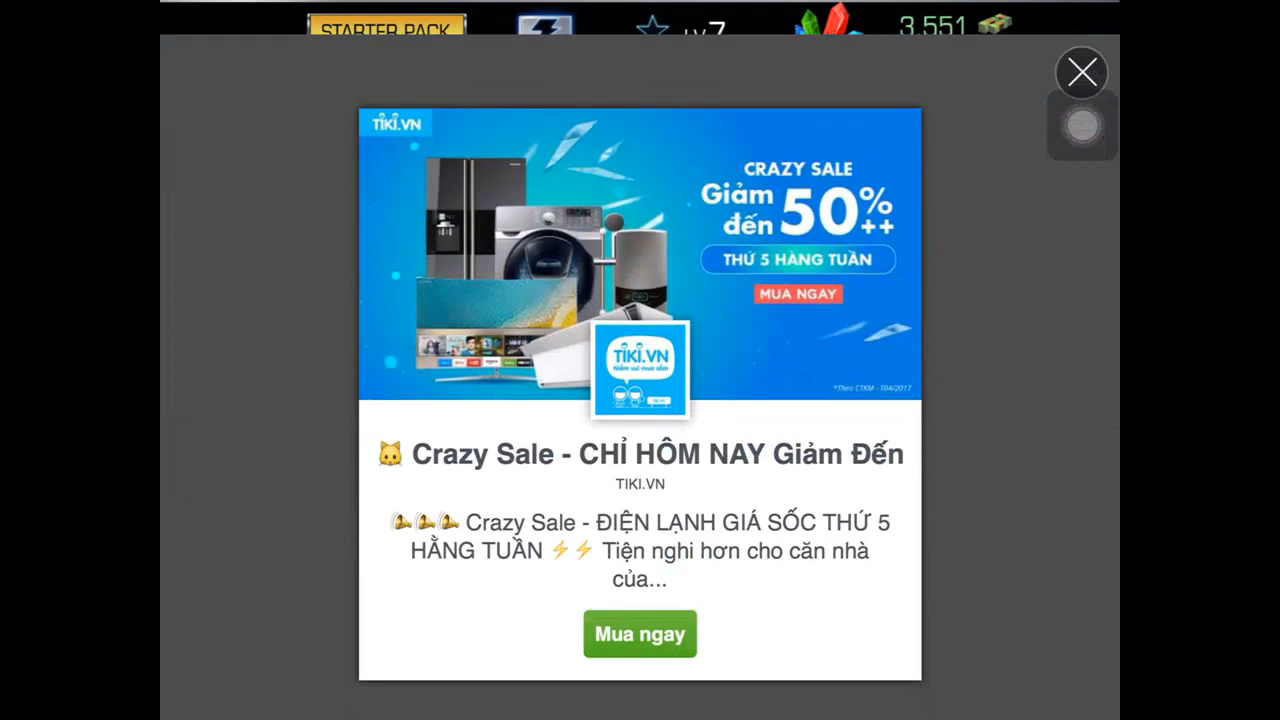 STARTER PACK
LV7
3.551
TIKI.VN
CRAZY SALE
Giảm
đến 50%
++
THỨ 5 HÀNG TUẦN
MUA NGAY
TIKI.VN
Niềm vui mua sắm
*Theo CTKM - T04/2017
🐱 Crazy Sale - CHỈ HÔM NAY Giảm Đến
TIKI.VN
📯📯📯 Crazy Sale - ĐIỆN LẠNH GIÁ SỐC THỨ 5
HẰNG TUẦN ⚡⚡ Tiện nghi hơn cho căn nhà
của...
Mua ngay